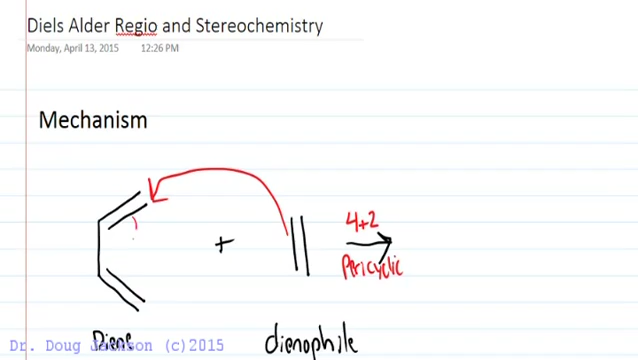 Diels Alder Regio and Stereochemistry
Monday, April 13, 2015 12:26 PM
Mechanism
+
4+2
Pericyclic
Diene
dienophile
Dr. Doug Jackson (c)2015